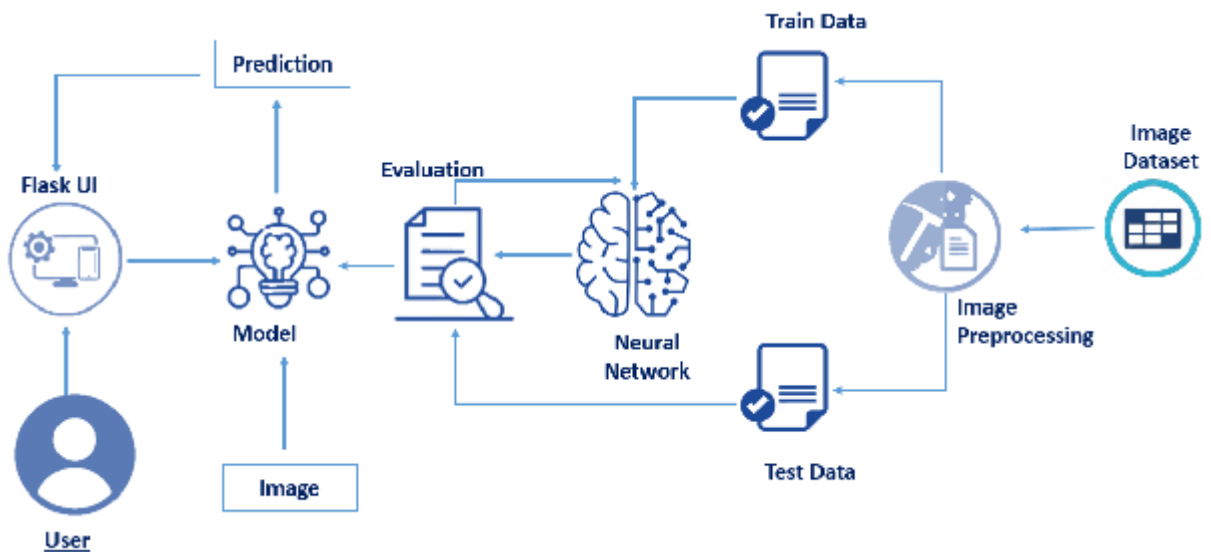 Train Data
Prediction
Image
Dataset
Evaluation
Flask UI
Model
Image
Preprocessing
Neural
Network
Image
Test Data
User